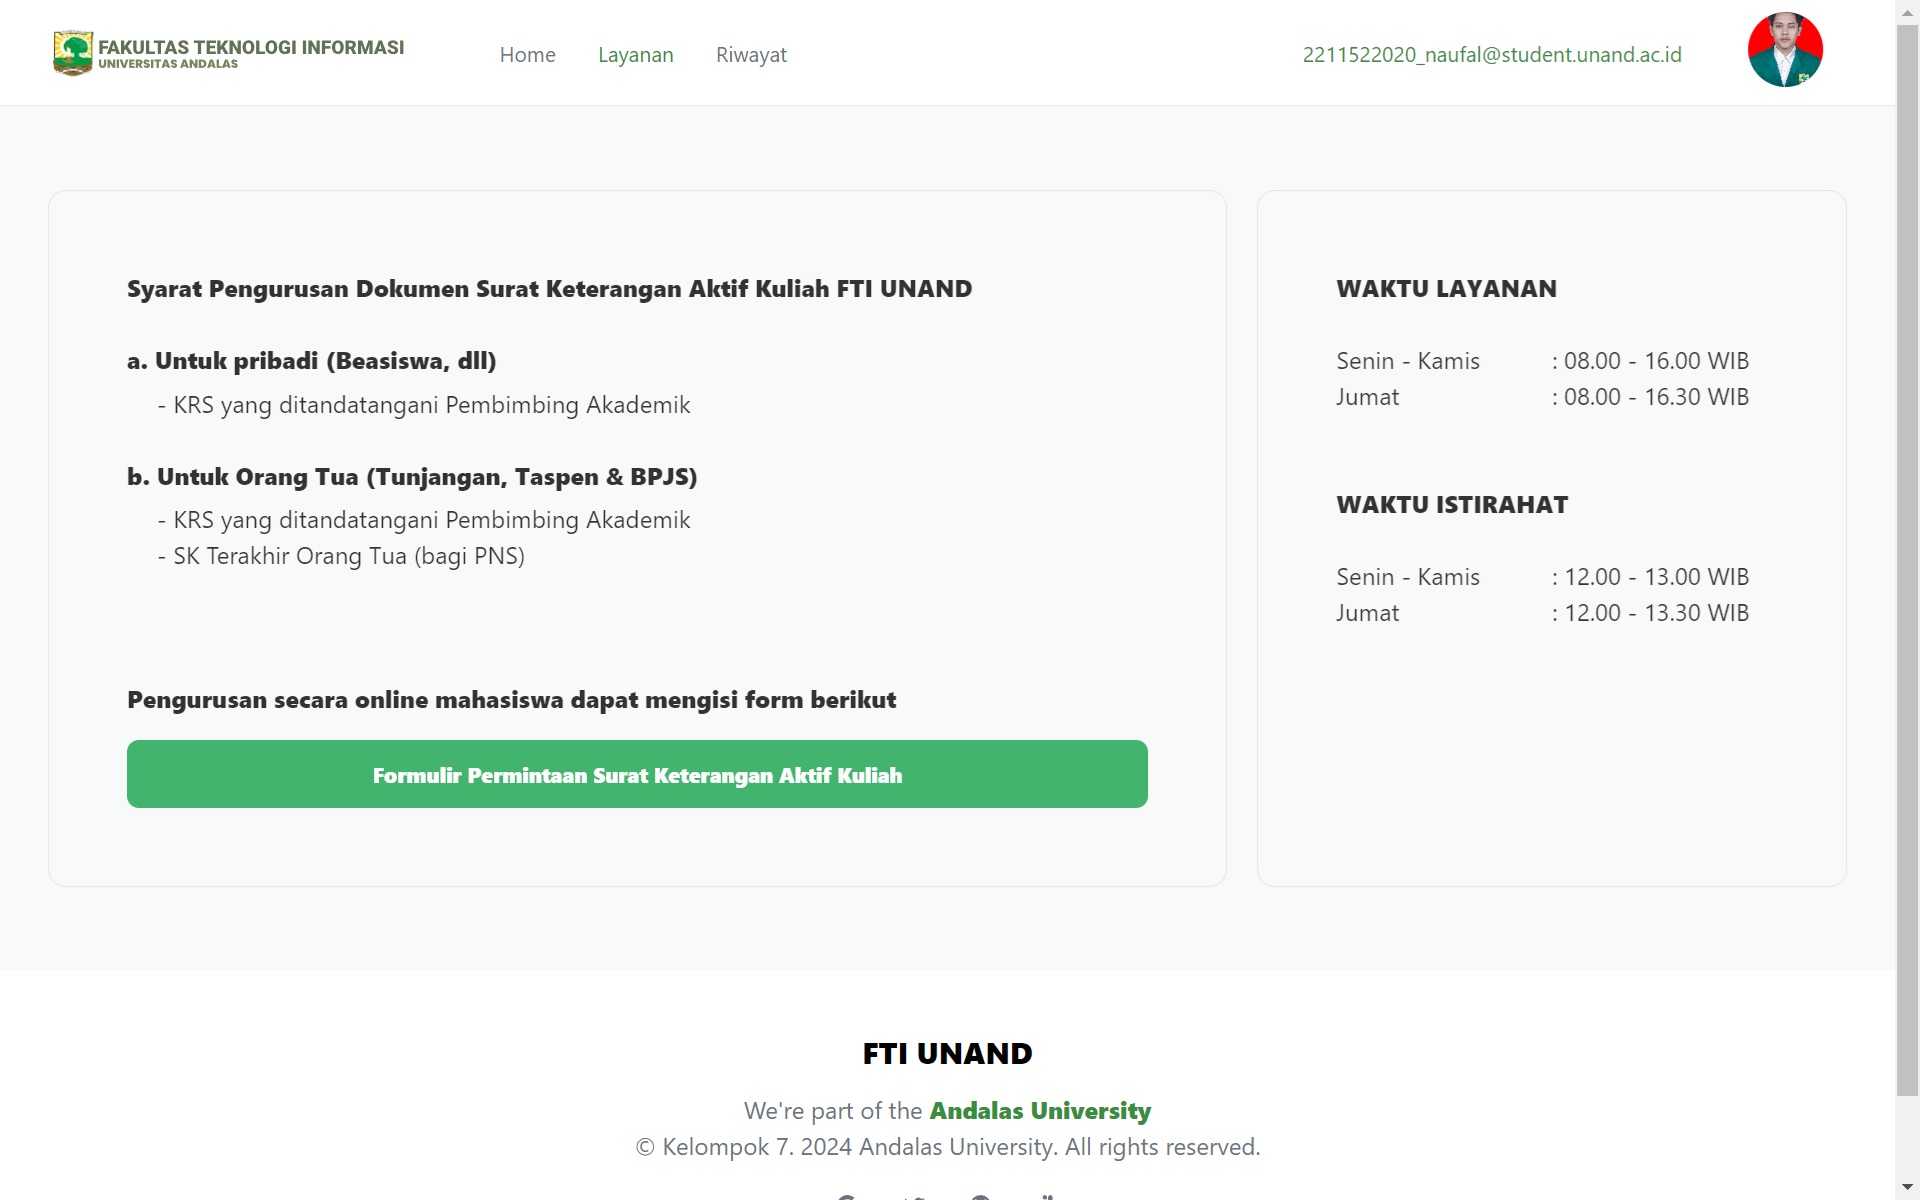 FAKULTAS TEKNOLOGI INFORMASI
UNIVERSITAS ANDALAS
Home
Layanan
Riwayat
2211522020_naufal@student.unand.ac.id
Syarat Pengurusan Dokumen Surat Keterangan Aktif Kuliah FTI UNAND
a. Untuk pribadi (Beasiswa, dll)
- KRS yang ditandatangani Pembimbing Akademik
b. Untuk Orang Tua (Tunjangan, Taspen & BPJS)
- KRS yang ditandatangani Pembimbing Akademik
- SK Terakhir Orang Tua (bagi PNS)
Pengurusan secara online mahasiswa dapat mengisi form berikut
Formulir Permintaan Surat Keterangan Aktif Kuliah
WAKTU LAYANAN
Senin - Kamis : 08.00 - 16.00 WIB
Jumat : 08.00 - 16.30 WIB
WAKTU ISTIRAHAT
Senin - Kamis : 12.00 - 13.00 WIB
Jumat : 12.00 - 13.30 WIB
FTI UNAND
We're part of the Andalas University
© Kelompok 7. 2024 Andalas University. All rights reserved.